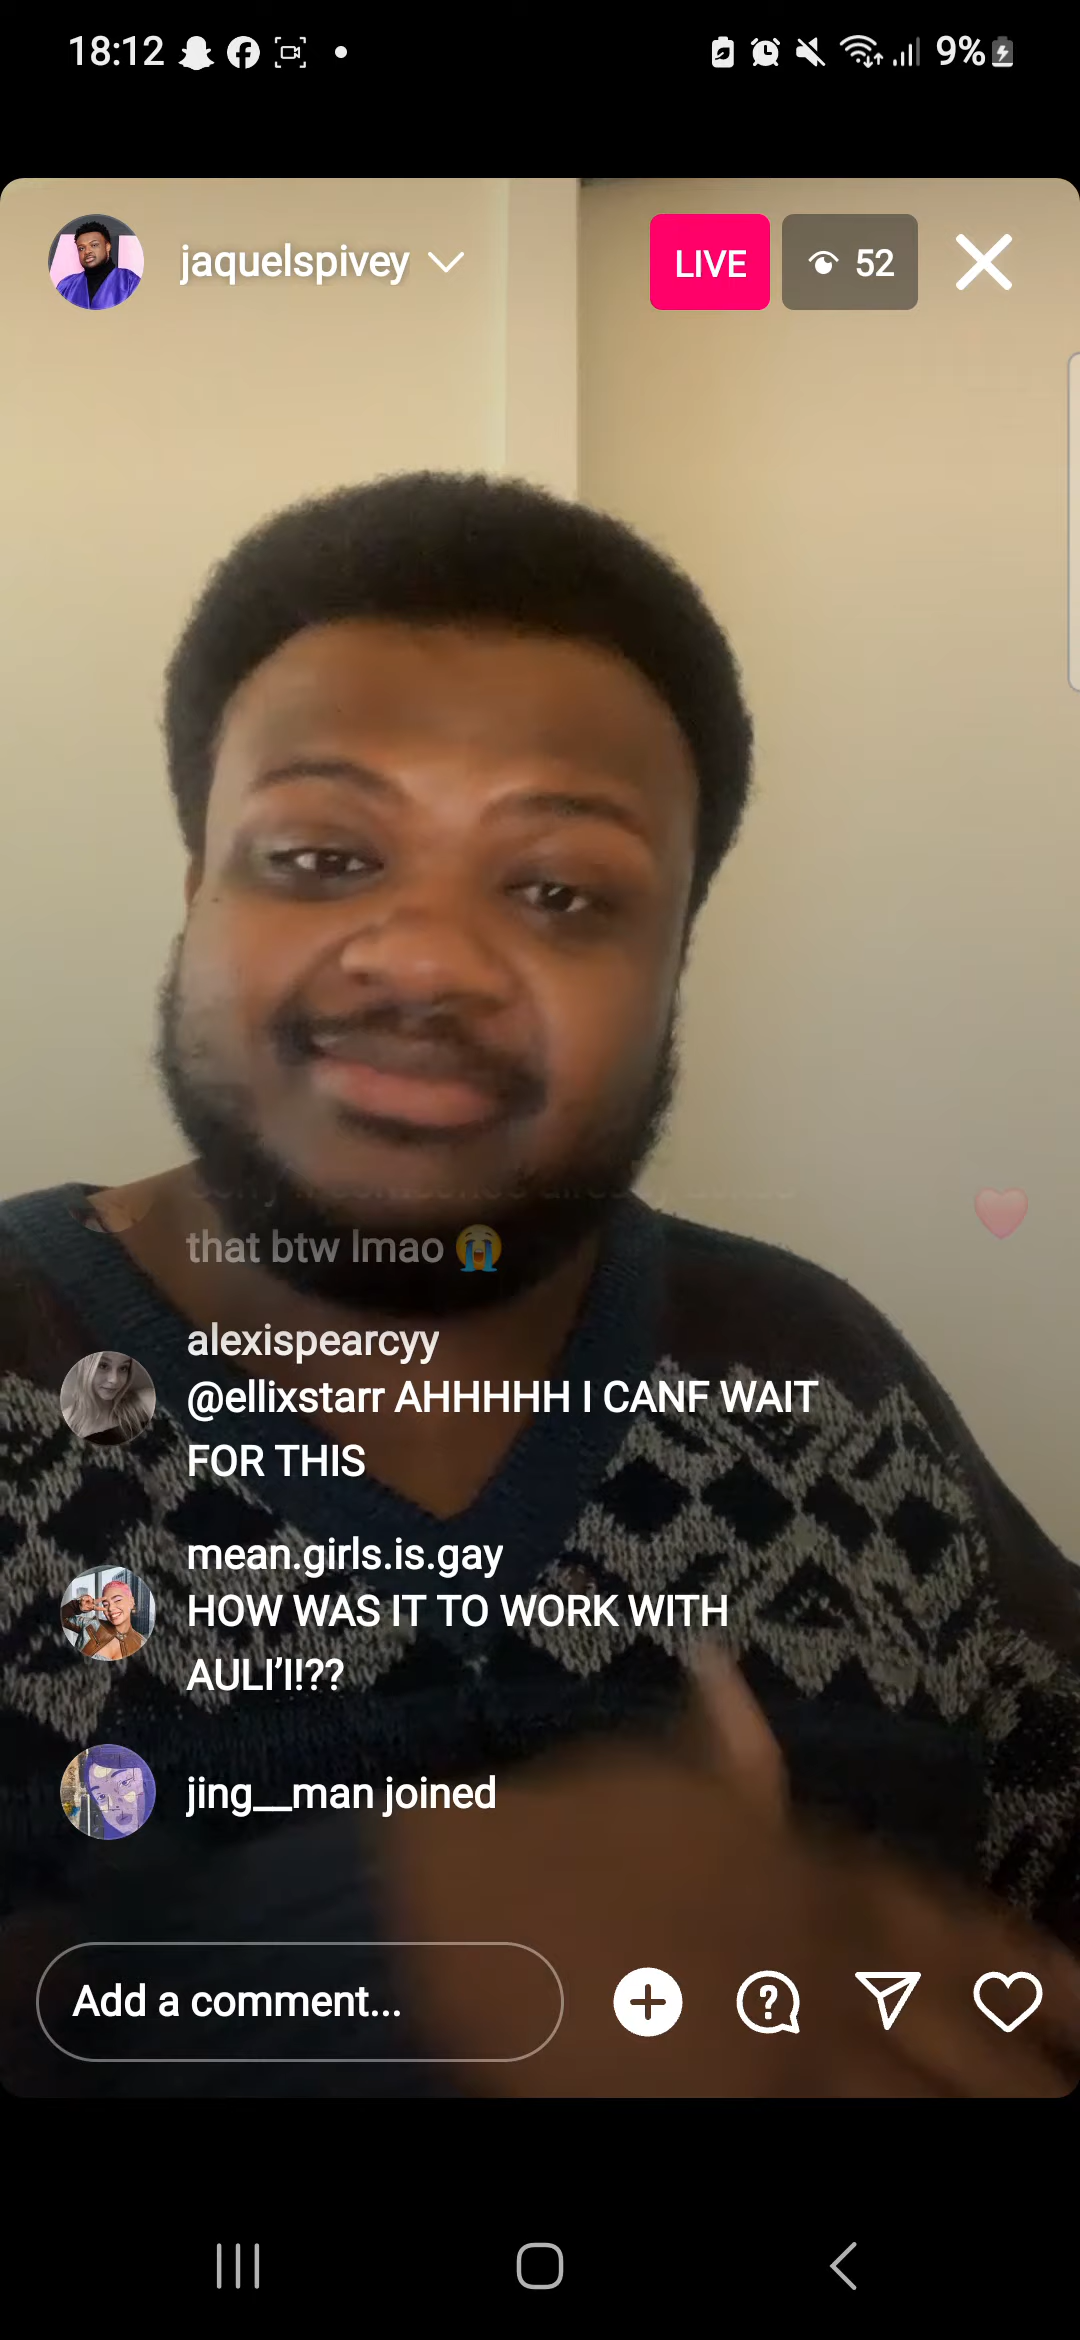 18:12
9%
jaquelspivey
LIVE
52
that btw lmao 😭
alexispearcyy
@ellixstarr AHHHHH I CANF WAIT
FOR THIS
mean.girls.is.gay
HOW WAS IT TO WORK WITH
AULI’I!??
jing__man joined
Add a comment...